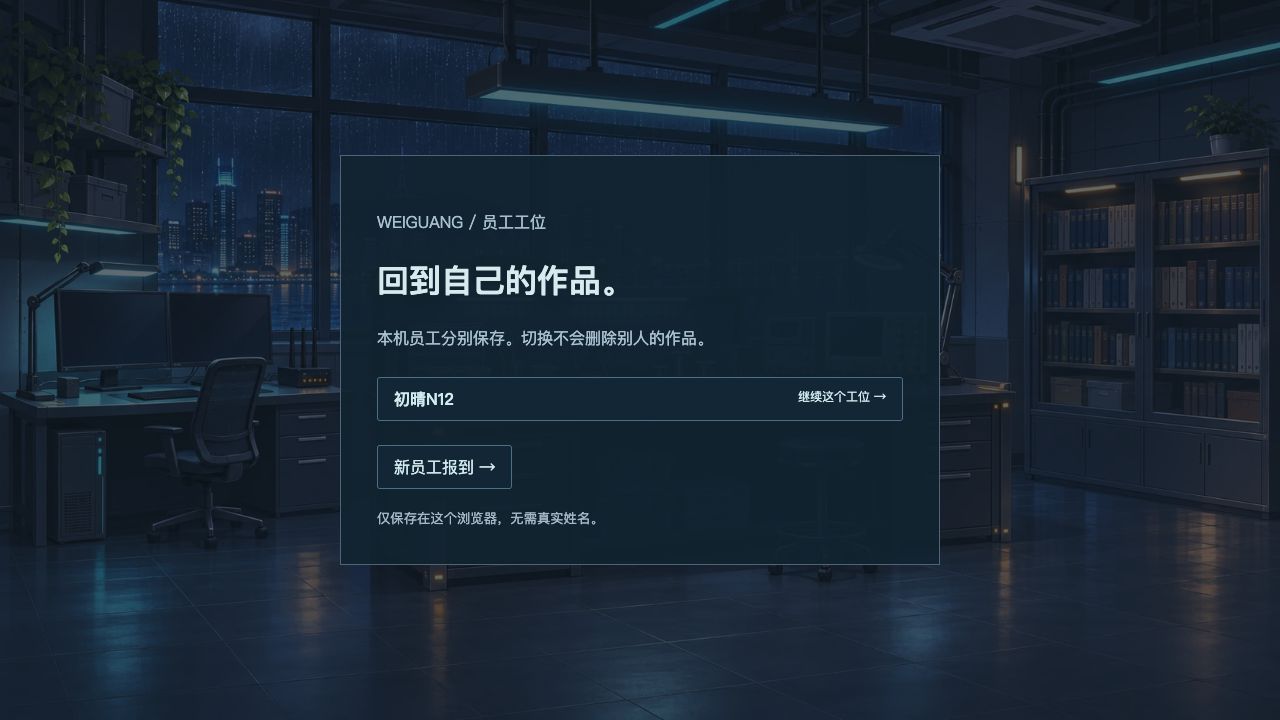 WEIGUANG / 员工工位
回到自己的作品。
本机员工分别保存。切换不会删除别人的作品。
初晴N12 继续这个工位 →
新员工报到 →
仅保存在这个浏览器，无需真实姓名。